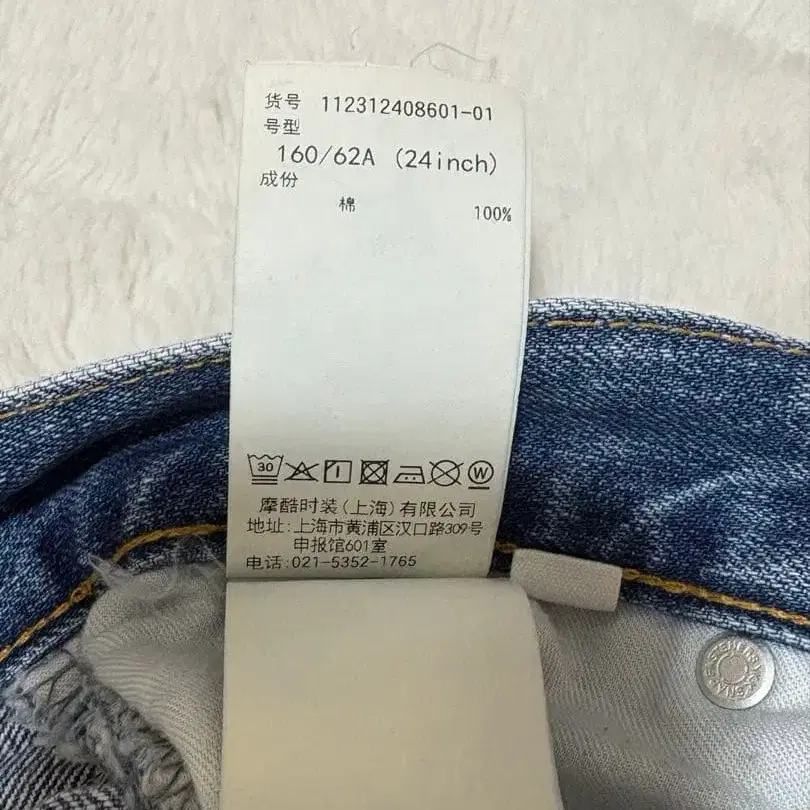 货号 112312408601-01
号型
160/62A (24inch)
成份
棉 100%
30 W
摩酷时装(上海)有限公司
地址:上海市黄浦区汉口路309号
申报馆601室
电话:021-5352-1765